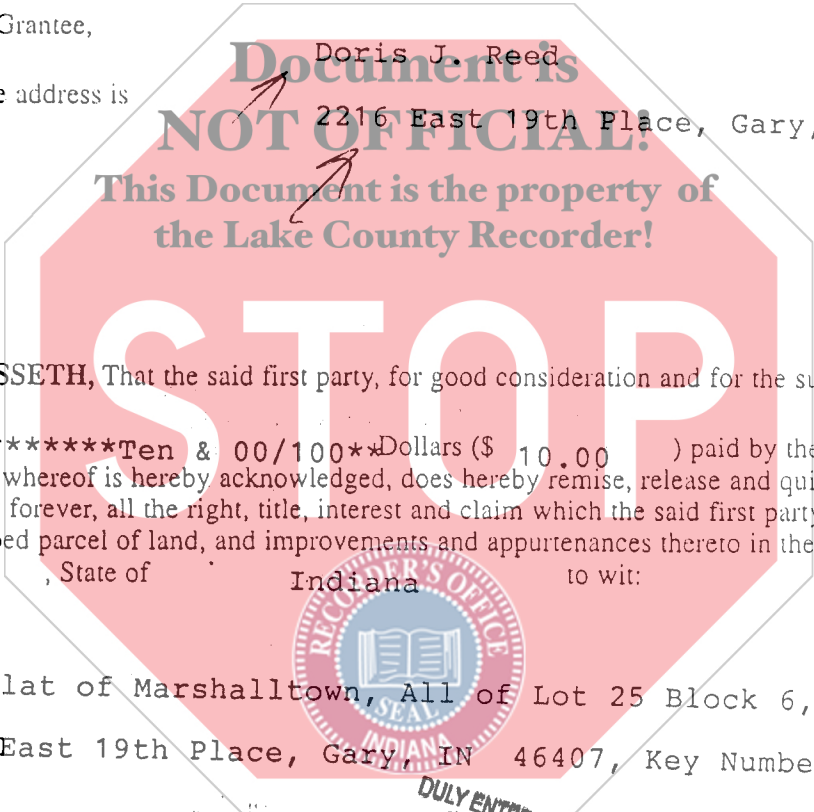 Grantee,
Doris J. Reed
Document is
address is
2216 East 19th Place, Gary,
NOT OFFICIAL!
This Document is the property of
the Lake County Recorder!
STOP
SSETH, That the said first party, for good consideration and for the su
*******Ten & 00/100**Dollars ($ 10.00 ) paid by the
whereof is hereby acknowledged, does hereby remise, release and qui
forever, all the right, title, interest and claim which the said first party
ed parcel of land, and improvements and appurtenances thereto in the
, State of Indiana to wit:
RECORDER'S OFFICE
SEAL
INDIANA
lat of Marshalltown, All of Lot 25 Block 6,
East 19th Place, Gary, IN 46407, Key Numbe
DULY ENTER